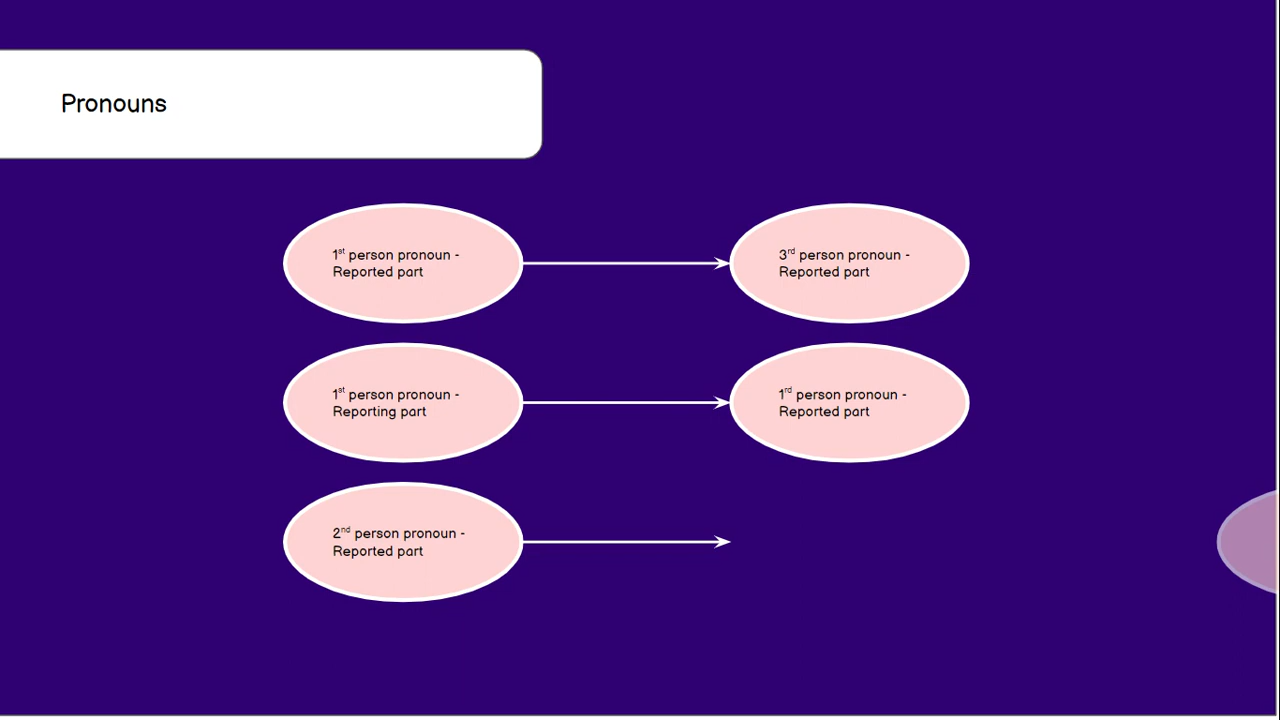 Pronouns
1st person pronoun -
Reported part
3rd person pronoun -
Reported part
1st person pronoun -
Reporting part
1rd person pronoun -
Reported part
2nd person pronoun -
Reported part